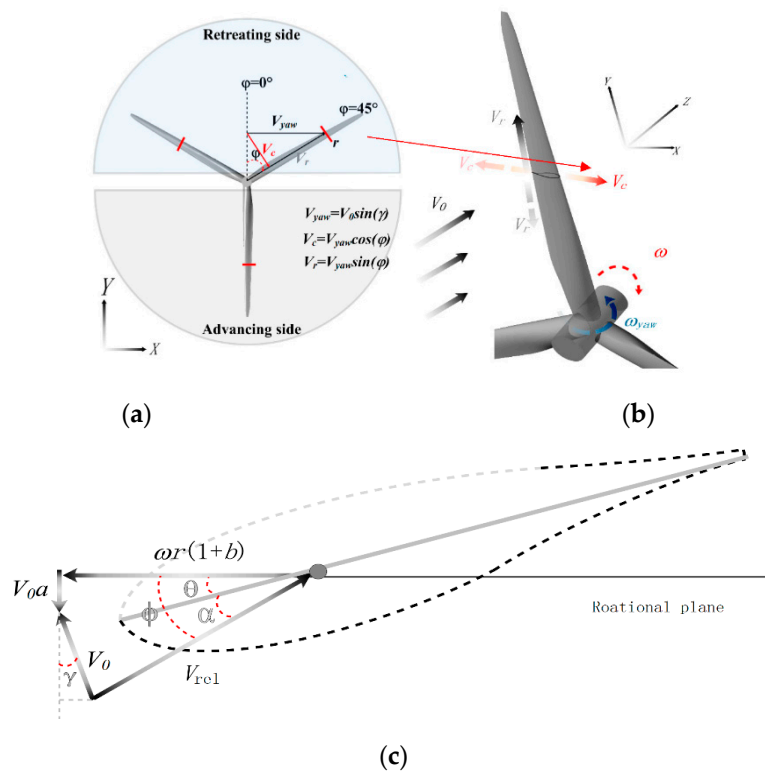 Retreating side
φ=0°
φ=45°
V_yaw
V_c
φ
V_r
r
V_yaw=V_0sin(γ)
V_c=V_yawcos(φ)
V_r=V_yawsin(φ)
Advancing side
Y
X
(a)
V_r
V_c
V_c
V_r
V_0
Y
Z
X
ω
ω_yaw
(b)
ωr(1+b)
V_0a
θ
ϕ
α
V_0
γ
V_rel
Roational plane
(c)